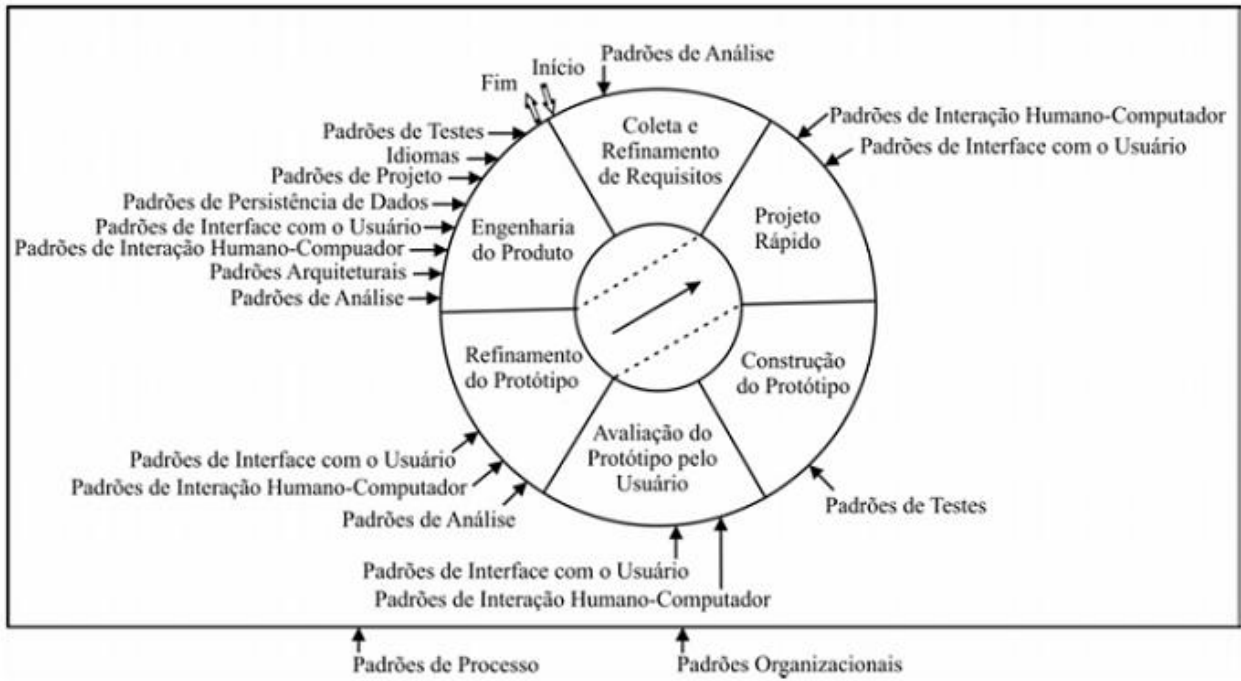 Padrões de Análise
Início
Fim
Padrões de Interação Humano-Computador
Padrões de Interface com o Usuário
Padrões de Testes
Idiomas
Padrões de Projeto
Padrões de Persistência de Dados
Padrões de Interface com o Usuário
Padrões de Interação Humano-Compuador
Padrões Arquiteturais
Padrões de Análise
Coleta e
Refinamento
de Requisitos
Projeto
Rápido
Engenharia
do Produto
Refinamento
do Protótipo
Construção
do Protótipo
Avaliação do
Protótipo pelo
Usuário
Padrões de Interface com o Usuário
Padrões de Interação Humano-Computador
Padrões de Análise
Padrões de Testes
Padrões de Interface com o Usuário
Padrões de Interação Humano-Computador
Padrões de Processo
Padrões Organizacionais